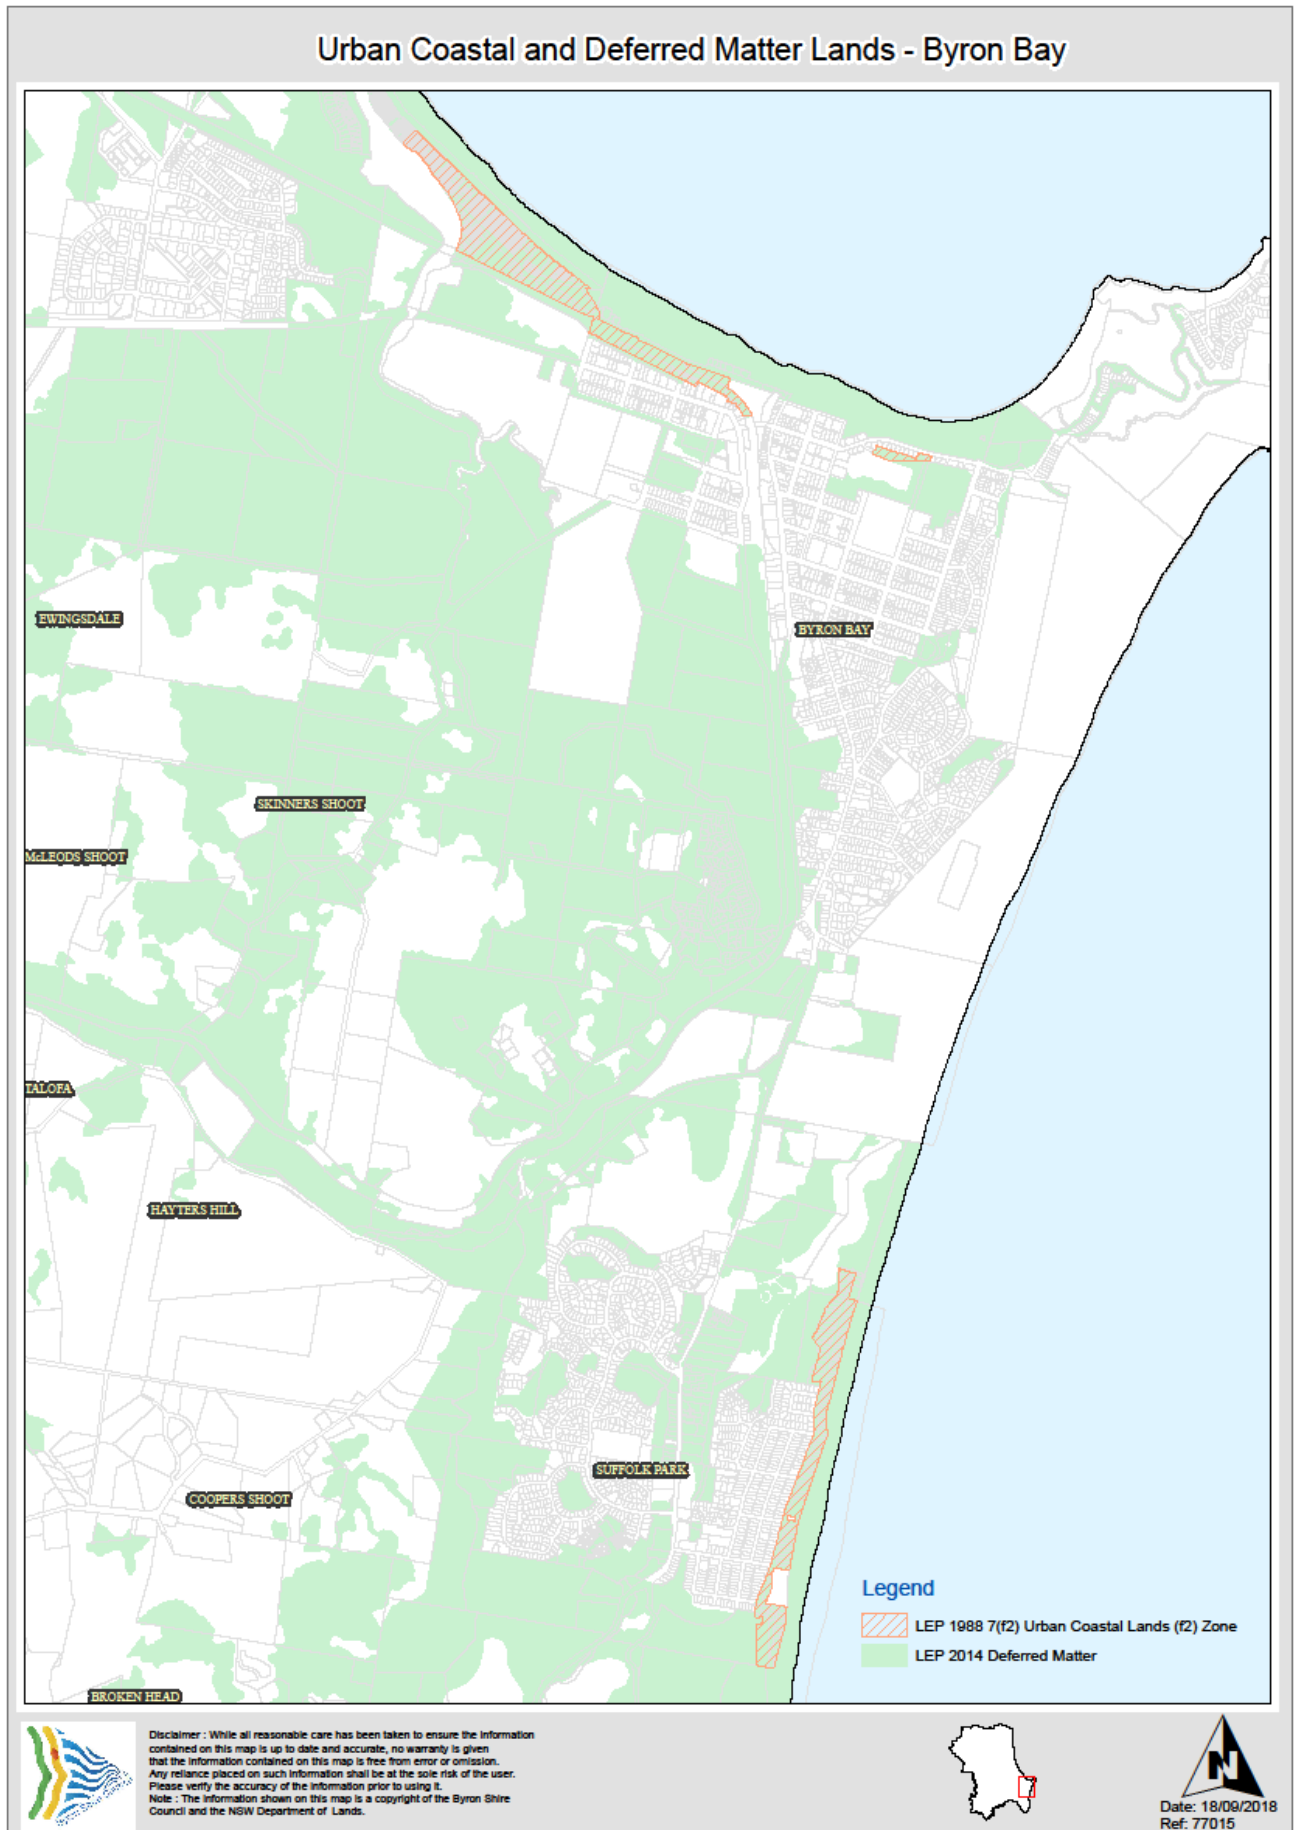 Urban Coastal and Deferred Matter Lands - Byron Bay
EWINGSDALE
BYRON BAY
SKINNERS SHOOT
McLEODS SHOOT
TALOFA
HAYTERS HILL
SUFFOLK PARK
COOPERS SHOOT
BROKEN HEAD
Legend
LEP 1988 7(f2) Urban Coastal Lands (f2) Zone
LEP 2014 Deferred Matter
Disclaimer : While all reasonable care has been taken to ensure the information
contained on this map is up to date and accurate, no warranty is given
that the information contained on this map is free from error or omission.
Any reliance placed on such information shall be at the sole risk of the user.
Please verify the accuracy of the information prior to using it.
Note : The information shown on this map is a copyright of the Byron Shire
Council and the NSW Department of Lands.
N
Date: 18/09/2018
Ref: 77015